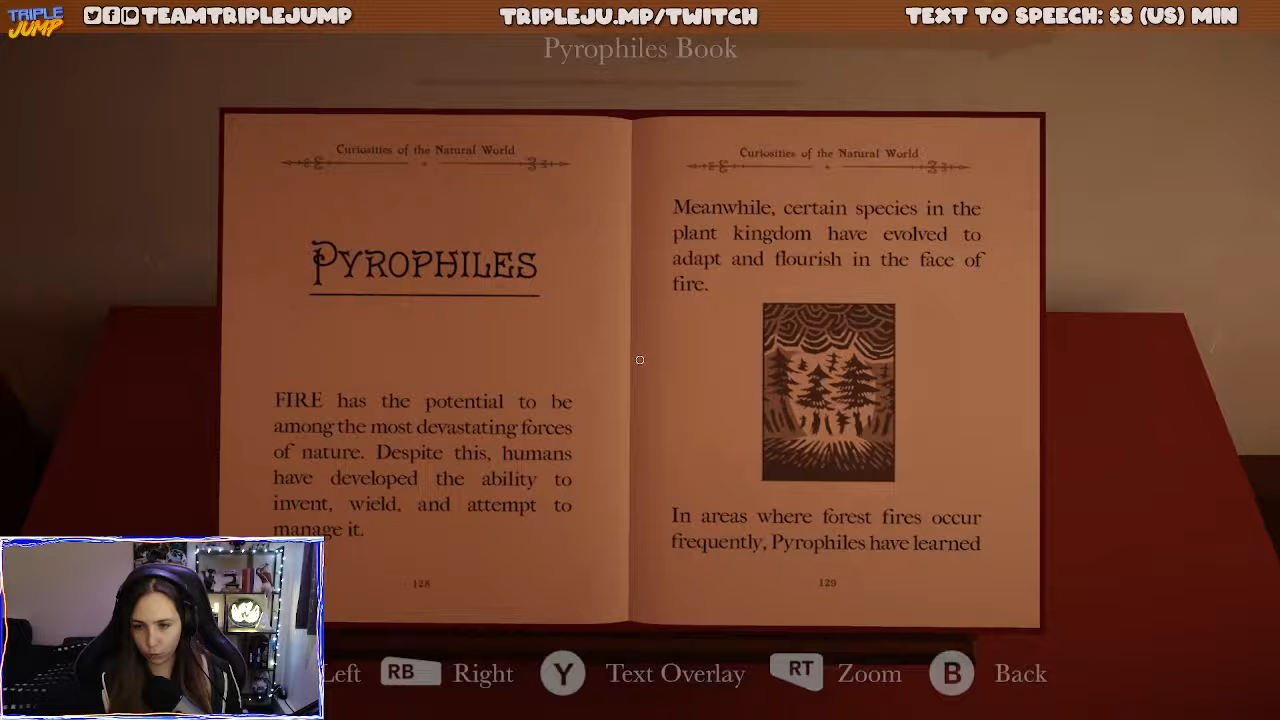 TRIPLE JUMP
TEAMTRIPLEJUMP
TRIPLEJU.MP/TWITCH
TEXT TO SPEECH: $5 (US) MIN
Pyrophiles Book
Curiosities of the Natural World
PYROPHILES
FIRE has the potential to be
among the most devastating forces
of nature. Despite this, humans
have developed the ability to
invent, wield, and attempt to
manage it.
128
Curiosities of the Natural World
Meanwhile, certain species in the
plant kingdom have evolved to
adapt and flourish in the face of
fire.
In areas where forest fires occur
frequently, Pyrophiles have learned
129
Left RB Right Y Text Overlay RT Zoom B Back